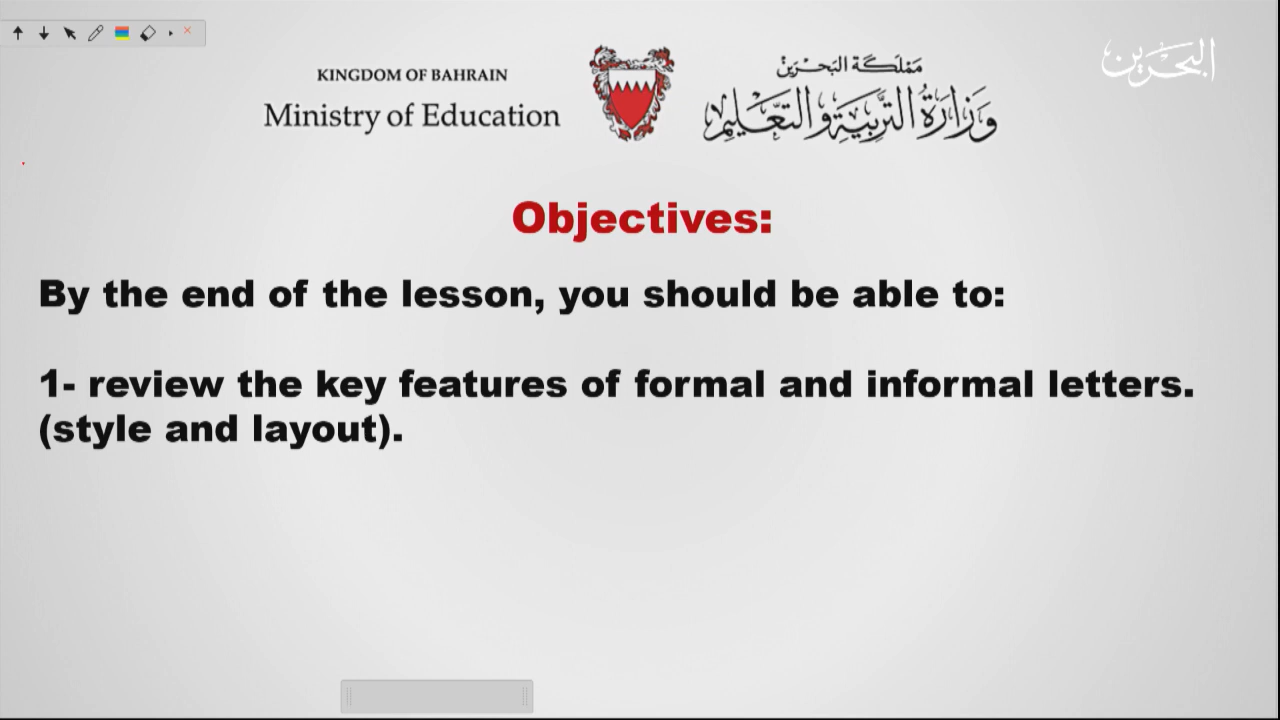 KINGDOM OF BAHRAIN
Ministry of Education
مملكة البحرين
وزارة التربية والتعليم
البحرين
Objectives:
By the end of the lesson, you should be able to:
1- review the key features of formal and informal letters.
(style and layout).